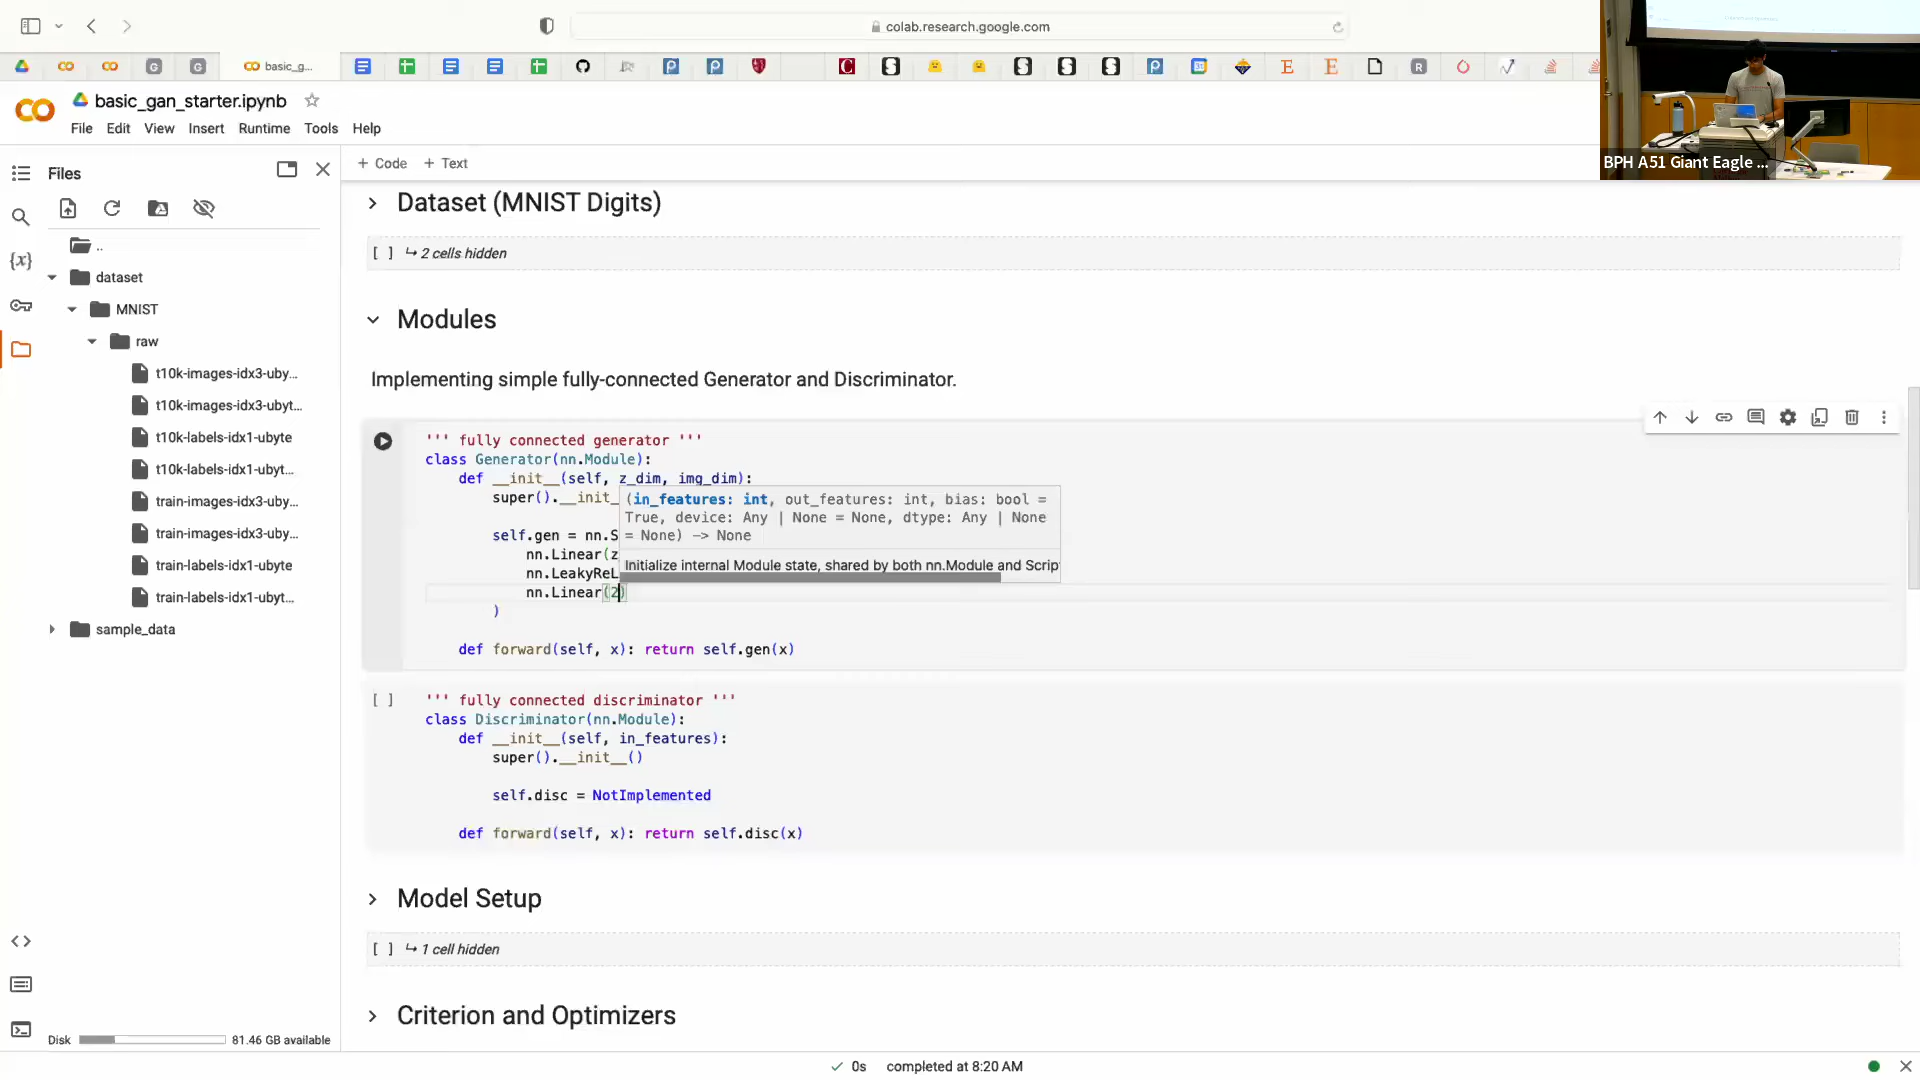 colab.research.google.com
basic_g...
basic_gan_starter.ipynb
File Edit View Insert Runtime Tools Help
Files
+ Code + Text
..
dataset
MNIST
raw
t10k-images-idx3-uby...
t10k-images-idx3-ubyt...
t10k-labels-idx1-ubyte
t10k-labels-idx1-ubyt...
train-images-idx3-uby...
train-images-idx3-uby...
train-labels-idx1-ubyte
train-labels-idx1-ubyt...
sample_data
Disk 81.46 GB available
Dataset (MNIST Digits)
[ ] ↳ 2 cells hidden
Modules
Implementing simple fully-connected Generator and Discriminator.
''' fully connected generator '''
class Generator(nn.Module):
def __init__(self, z_dim, img_dim):
super().__init_
self.gen = nn.S
nn.Linear(z
nn.LeakyReL
nn.Linear(2)
)
def forward(self, x): return self.gen(x)
(in_features: int, out_features: int, bias: bool =
True, device: Any | None = None, dtype: Any | None
= None) -> None
Initialize internal Module state, shared by both nn.Module and Scrip
[ ] ''' fully connected discriminator '''
class Discriminator(nn.Module):
def __init__(self, in_features):
super().__init__()
self.disc = NotImplemented
def forward(self, x): return self.disc(x)
Model Setup
[ ] ↳ 1 cell hidden
Criterion and Optimizers
0s completed at 8:20 AM
BPH A51 Giant Eagle ...